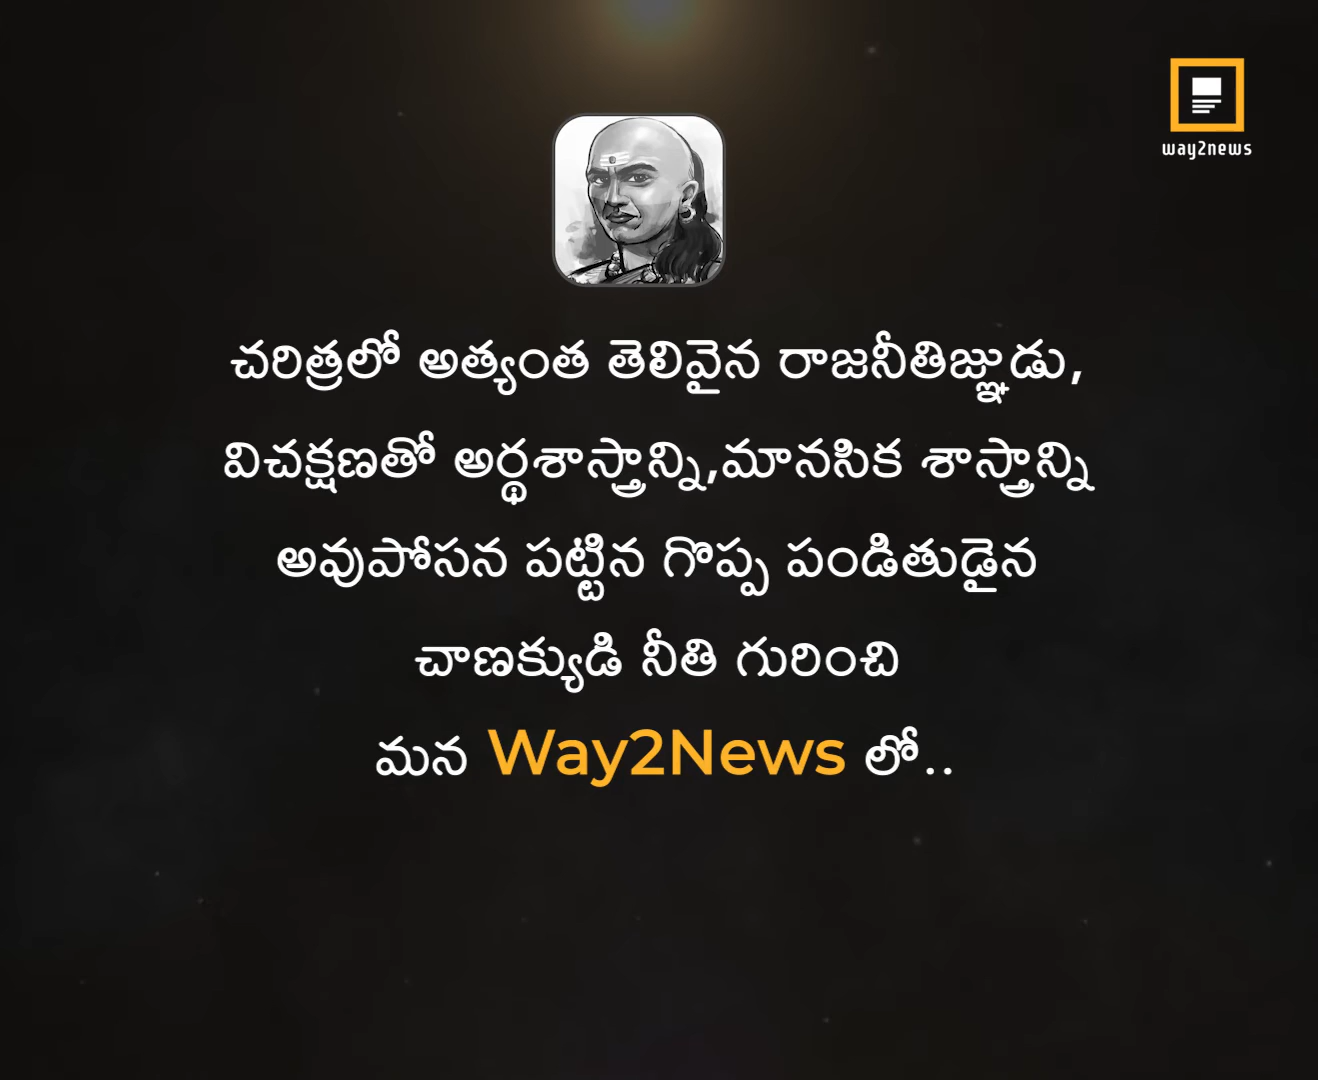 way2news
చరిత్రలో అత్యంత తెలివైన రాజనీతిజ్ఞుడు,
విచక్షణతో అర్థశాస్త్రాన్ని,మానసిక శాస్త్రాన్ని
అవుపోసన పట్టిన గొప్ప పండితుడైన
చాణక్యుడి నీతి గురించి
మన Way2News లో..